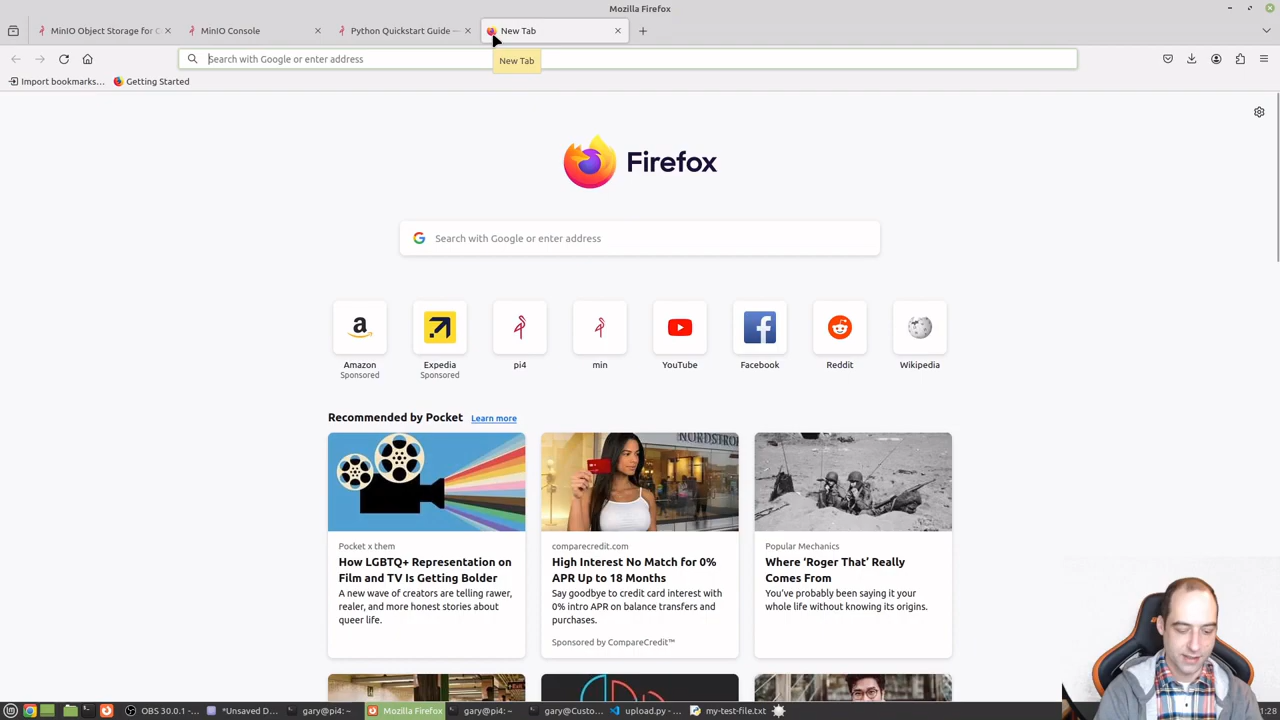 Mozilla Firefox
MinIO Object Storage for C
MinIO Console
Python Quickstart Guide —
New Tab
Search with Google or enter address
New Tab
Import bookmarks...
Getting Started
Firefox
Search with Google or enter address
Amazon
Sponsored
Expedia
Sponsored
pi4
min
YouTube
Facebook
Reddit
Wikipedia
Recommended by Pocket
Learn more
NORDSTRO
Pocket x them
How LGBTQ+ Representation on
Film and TV Is Getting Bolder
A new wave of creators are telling rawer,
realer, and more honest stories about
queer life.
comparecredit.com
High Interest No Match for 0%
APR Up to 18 Months
Say goodbye to credit card interest with
0% intro APR on balance transfers and
purchases.
Sponsored by CompareCredit™
Popular Mechanics
Where ‘Roger That’ Really
Comes From
You’ve probably been saying it your
whole life without knowing its origins.
OBS 30.0.1 - ...
*Unsaved D...
gary@pi4: ~
Mozilla Firefox
gary@pi4: ~
gary@Custo...
upload.py - ...
my-test-file.txt
1:28